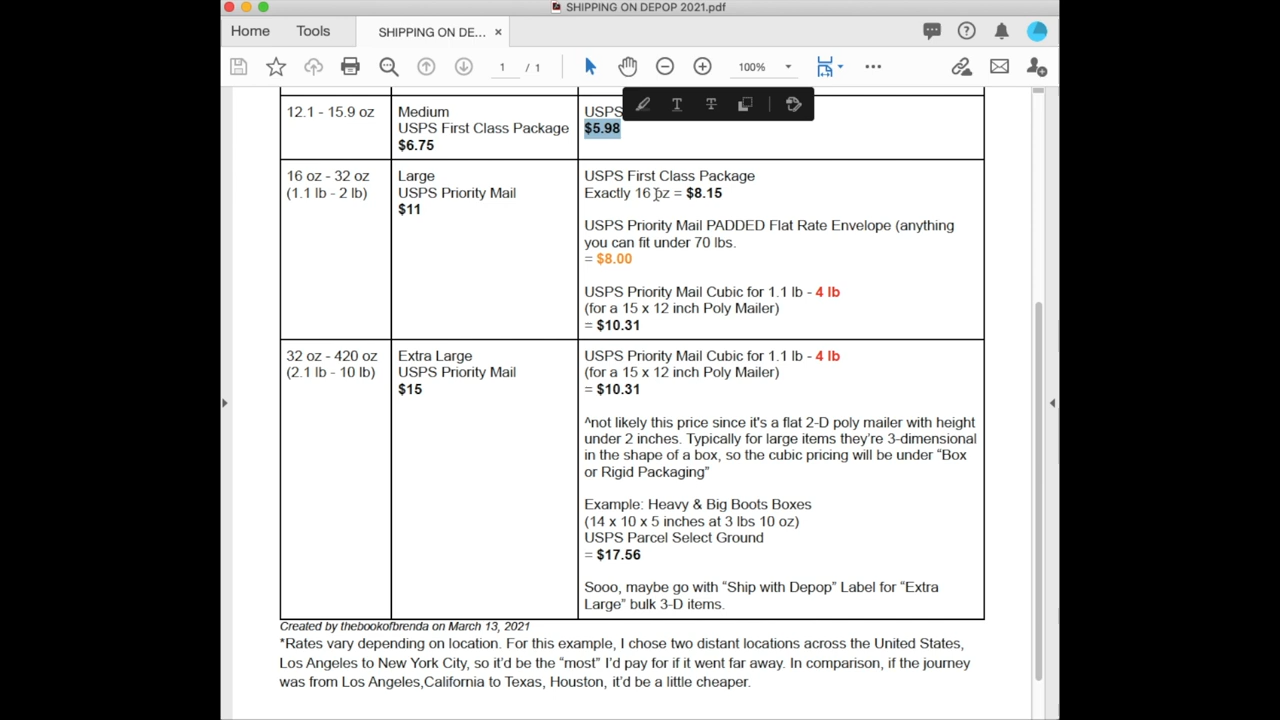 SHIPPING ON DEPOP 2021.pdf
Home Tools SHIPPING ON DE... ×
1 / 1 100%
12.1 - 15.9 oz
Medium
USPS First Class Package
$6.75
USPS
$5.98
16 oz - 32 oz
(1.1 lb - 2 lb)
Large
USPS Priority Mail
$11
USPS First Class Package
Exactly 16 oz = $8.15
USPS Priority Mail PADDED Flat Rate Envelope (anything
you can fit under 70 lbs.
= $8.00
USPS Priority Mail Cubic for 1.1 lb - 4 lb
(for a 15 x 12 inch Poly Mailer)
= $10.31
32 oz - 420 oz
(2.1 lb - 10 lb)
Extra Large
USPS Priority Mail
$15
USPS Priority Mail Cubic for 1.1 lb - 4 lb
(for a 15 x 12 inch Poly Mailer)
= $10.31
^not likely this price since it's a flat 2-D poly mailer with height
under 2 inches. Typically for large items they're 3-dimensional
in the shape of a box, so the cubic pricing will be under “Box
or Rigid Packaging”
Example: Heavy & Big Boots Boxes
(14 x 10 x 5 inches at 3 lbs 10 oz)
USPS Parcel Select Ground
= $17.56
Sooo, maybe go with “Ship with Depop” Label for “Extra
Large” bulk 3-D items.
Created by thebookofbrenda on March 13, 2021
*Rates vary depending on location. For this example, I chose two distant locations across the United States,
Los Angeles to New York City, so it'd be the “most” I'd pay for if it went far away. In comparison, if the journey
was from Los Angeles,California to Texas, Houston, it'd be a little cheaper.